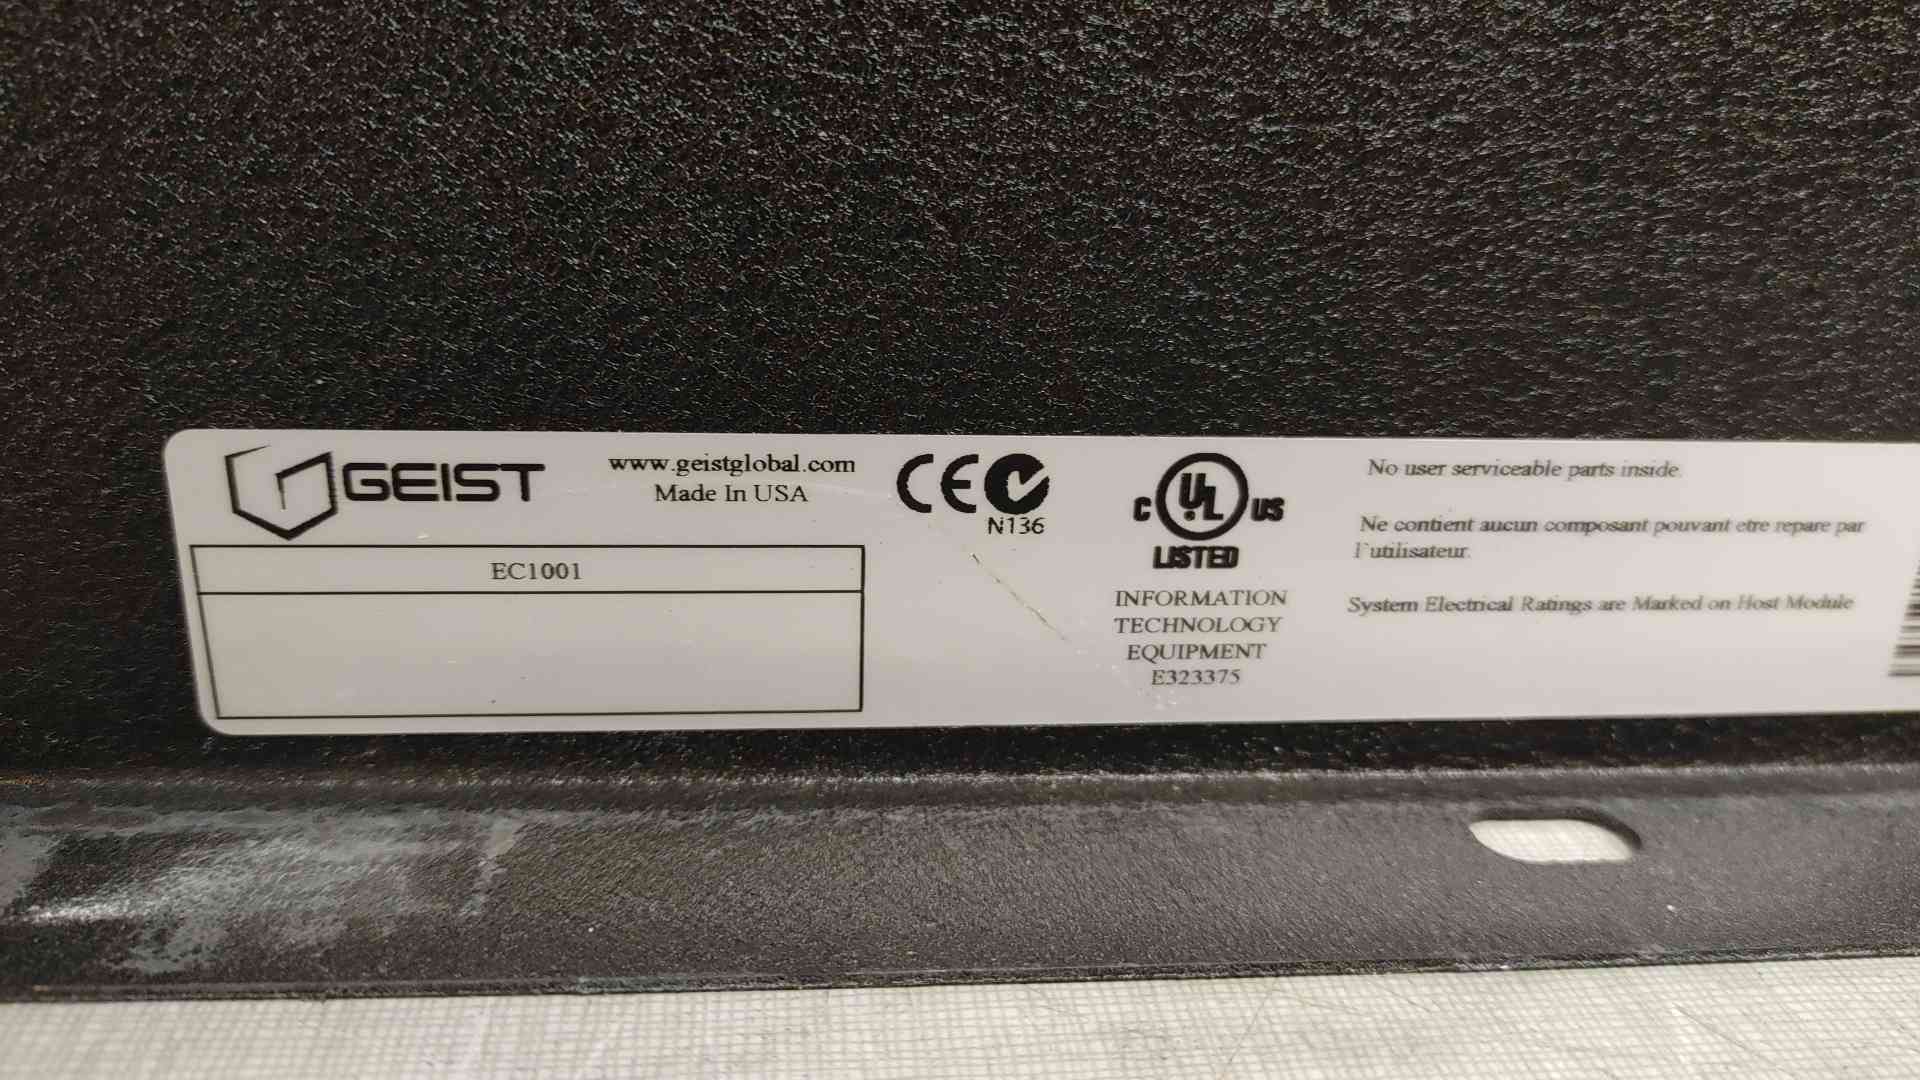 GEIST
www.geistglobal.com
Made In USA
EC1001
CE
N136
C UL US
LISTED
INFORMATION
TECHNOLOGY
EQUIPMENT
E323375
No user serviceable parts inside.
Ne contient aucun composant pouvant etre repare par
l`utilisateur.
System Electrical Ratings are Marked on Host Module